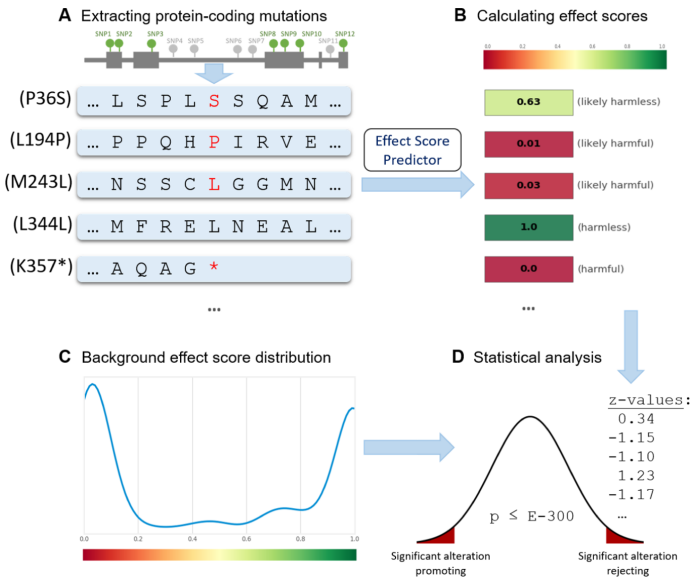 A Extracting protein-coding mutations
SNP1 SNP2 SNP3 SNP4 SNP5 SNP6 SNP7 SNP8 SNP9 SNP10 SNP11 SNP12
(P36S) ... L S P L S S Q A M ...
(L194P) ... P P Q H P I R V E ...
(M243L) ... N S S C L G G M N ...
(L344L) ... M F R E L N E A L ...
(K357*) ... A Q A G *
...
Effect Score
Predictor
B Calculating effect scores
0.0 0.2 0.4 0.6 0.8 1.0
0.63 (likely harmless)
0.01 (likely harmful)
0.03 (likely harmful)
1.0 (harmless)
0.0 (harmful)
...
C Background effect score distribution
0.0 0.2 0.4 0.6 0.8 1.0
D Statistical analysis
z-values:
0.34
-1.15
-1.10
1.23
-1.17
...
p ≤ E-300
Significant alteration
promoting
Significant alteration
rejecting